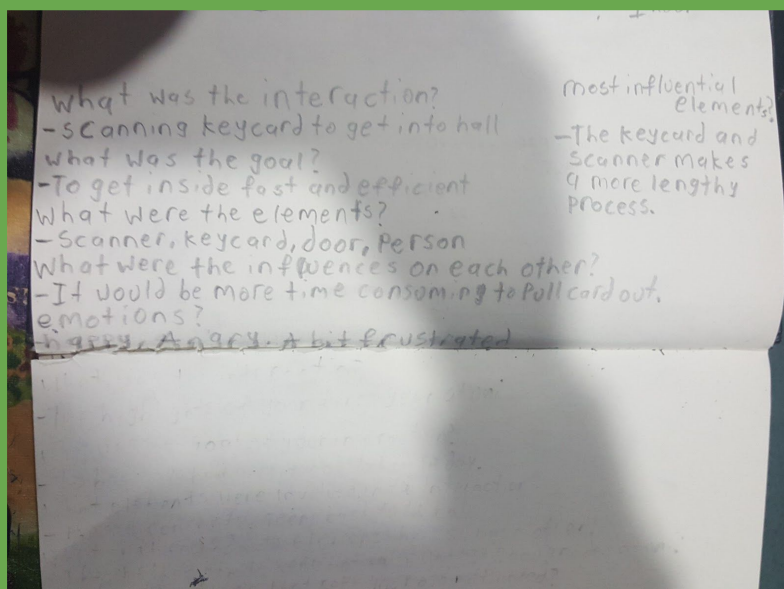 what was the interaction?
-scanning keycard to get into hall
what was the goal?
-To get inside fast and efficient
What were the elements?
-Scanner, keycard, door, Person
What were the influences on each other?
-It would be more time consuming to Pull card out.
emotions?
-happy, Angry. A bit frustrated
most influential
elements?
-The keycard and
scanner makes
a more lengthy
process.